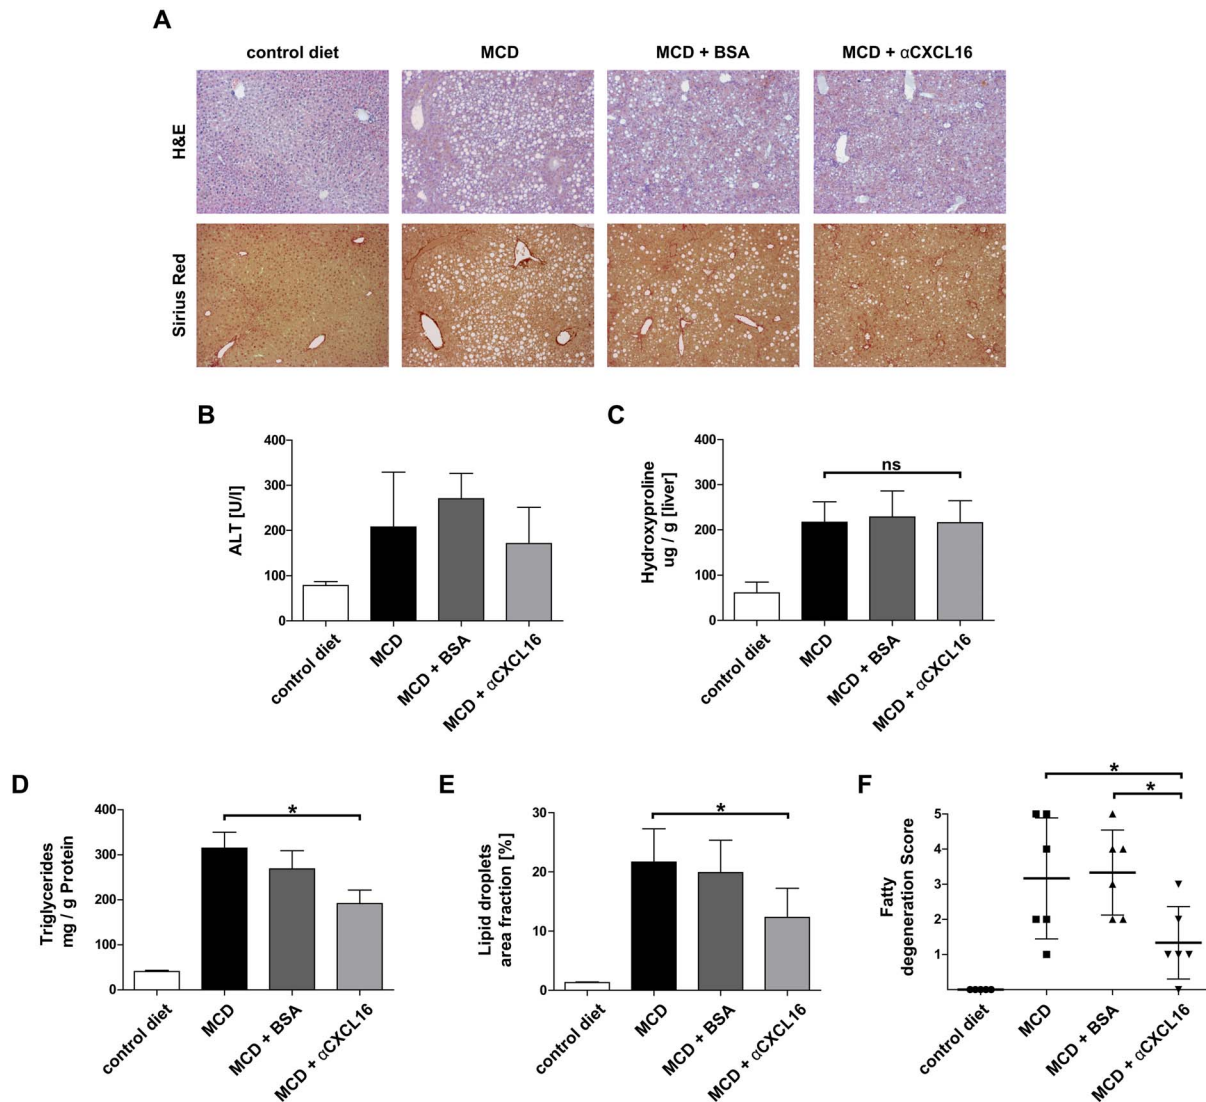 A
control diet
MCD
MCD + BSA
MCD + αCXCL16
H&E
Sirius Red
B
ALT [U/l]
400
300
200
100
0
control diet
MCD
MCD + BSA
MCD + αCXCL16
C
Hydroxyproline
ug / g [liver]
400
300
200
100
0
ns
control diet
MCD
MCD + BSA
MCD + αCXCL16
D
Triglycerides
mg / g Protein
400
300
200
100
0
*
control diet
MCD
MCD + BSA
MCD + αCXCL16
E
Lipid droplets
area fraction [%]
30
20
10
0
*
control diet
MCD
MCD + BSA
MCD + αCXCL16
F
Fatty
degeneration Score
5
4
3
2
1
*
*
control diet
MCD
MCD + BSA
MCD + αCXCL16